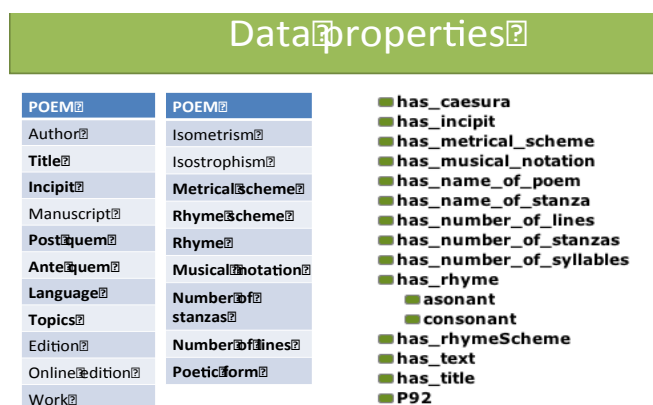 Data properties
POEM
Author
Title
Incipit
Manuscript
Post quem
Ante quem
Language
Topics
Edition
Online edition
Work
POEM
Isometrism
Isostrophism
Metrical scheme
Rhyme scheme
Rhyme
Musical notation
Number of
stanzas
Number of lines
Poetic form
has_caesura
has_incipit
has_metrical_scheme
has_musical_notation
has_name_of_poem
has_name_of_stanza
has_number_of_lines
has_number_of_stanzas
has_number_of_syllables
has_rhyme
asonant
consonant
has_rhymeScheme
has_text
has_title
P92